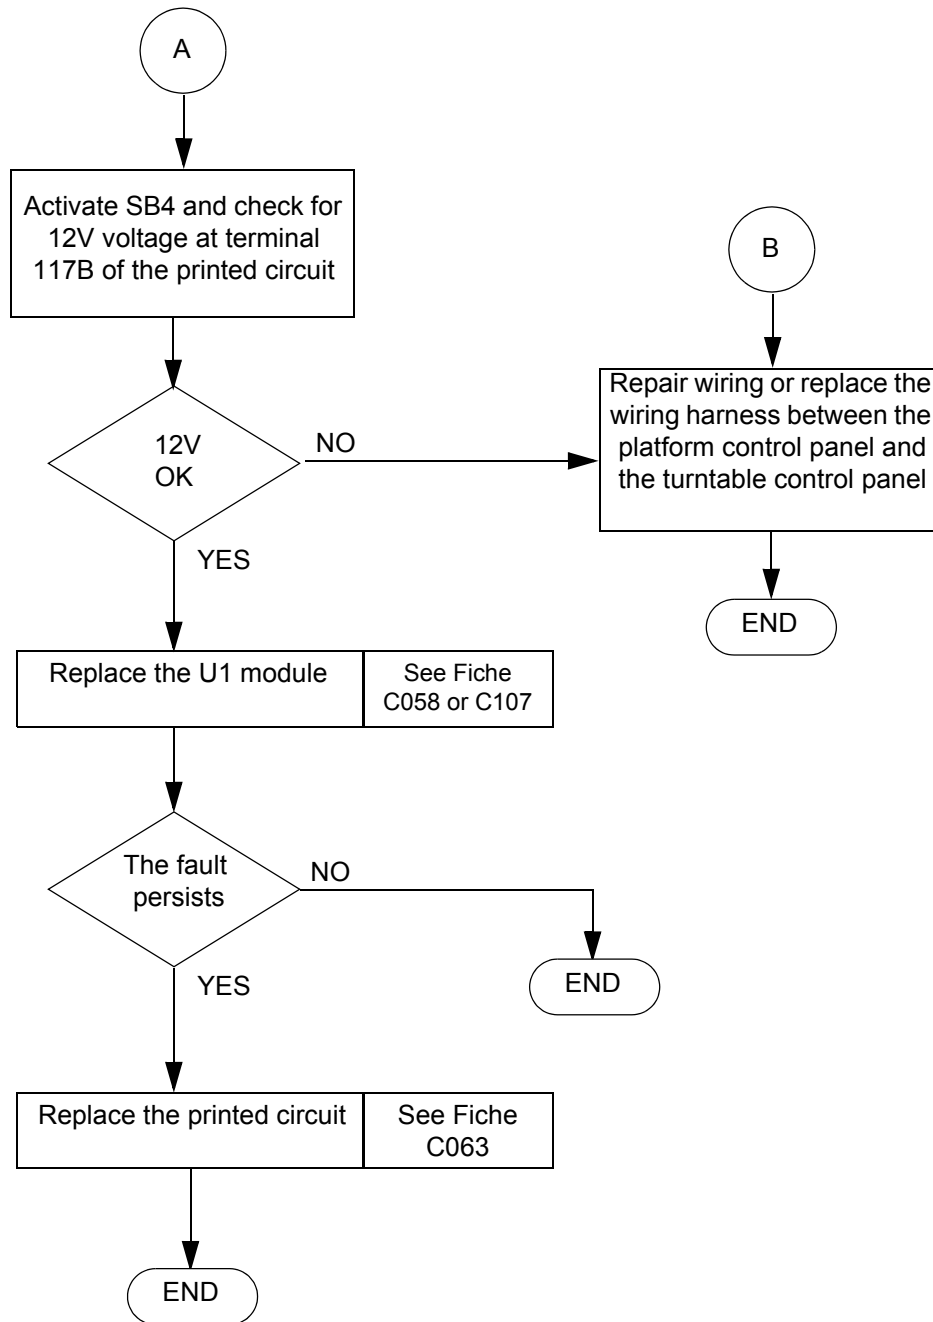 A
Activate SB4 and check for
12V voltage at terminal
117B of the printed circuit
B
Repair wiring or replace the
wiring harness between the
platform control panel and
the turntable control panel
12V
OK
NO
YES
END
Replace the U1 module
See Fiche
C058 or C107
The fault
persists
NO
YES
END
Replace the printed circuit
See Fiche
C063
END